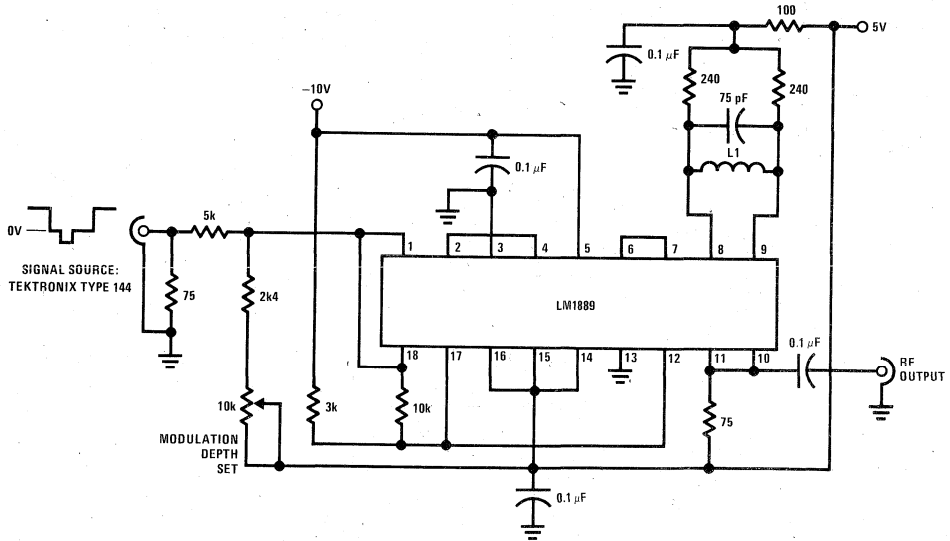 100
5V
0.1 μF
240
240
75 pF
L1
–10V
0.1 μF
5k
0V
SIGNAL SOURCE:
TEKTRONIX TYPE 144
75
2k4
1 2 3 4 5 6 7 8 9
LM1889
18 17 16 15 14 13 12 11 10
0.1 μF
RF
OUTPUT
10k
3k
10k
75
MODULATION
DEPTH
SET
0.1 μF